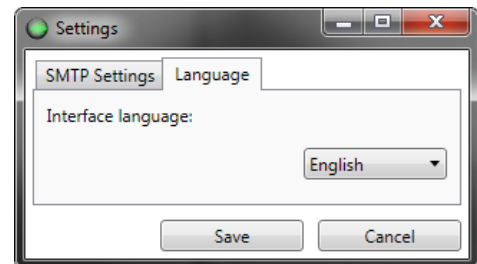 Settings
SMTP Settings Language
Interface language:
English
Save Cancel